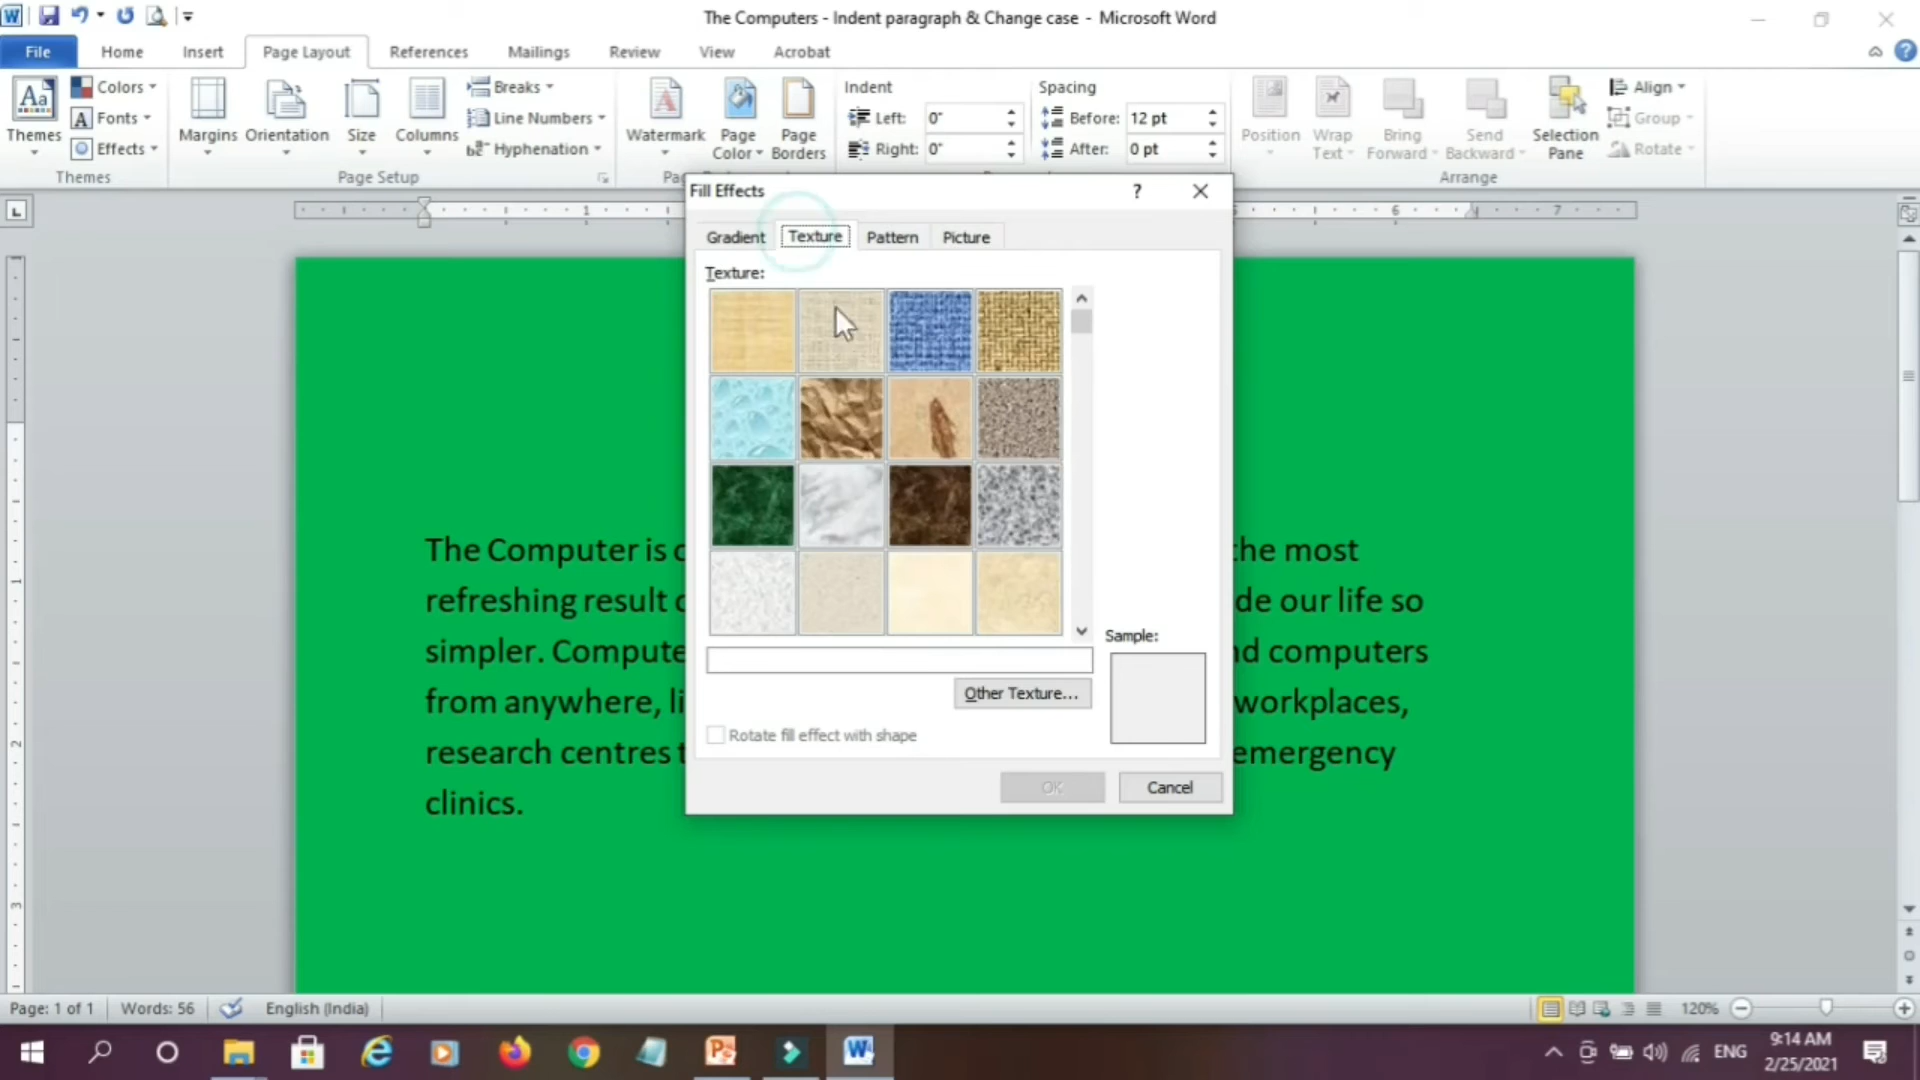 The Computers - Indent paragraph & Change case - Microsoft Word
File Home Insert Page Layout References Mailings Review View Acrobat
Themes
Colors
Fonts
Effects
Themes
Margins
Orientation
Size
Columns
Breaks
Line Numbers
Hyphenation
Page Setup
Watermark
Page Color
Page Borders
Indent
Left: 0"
Right: 0"
Spacing
Before: 12 pt
After: 0 pt
Position
Wrap Text
Bring Forward
Send Backward
Selection Pane
Align
Group
Rotate
Arrange
Fill Effects
Gradient Texture Pattern Picture
Texture:
Other Texture...
Sample:
Rotate fill effect with shape
OK Cancel
The Computer is the most
refreshing result our life so
simpler. computers
from anywhere, workplaces,
research centres emergency
clinics.
Page: 1 of 1 Words: 56 English (India) 120%
ENG
9:14 AM
2/25/2021